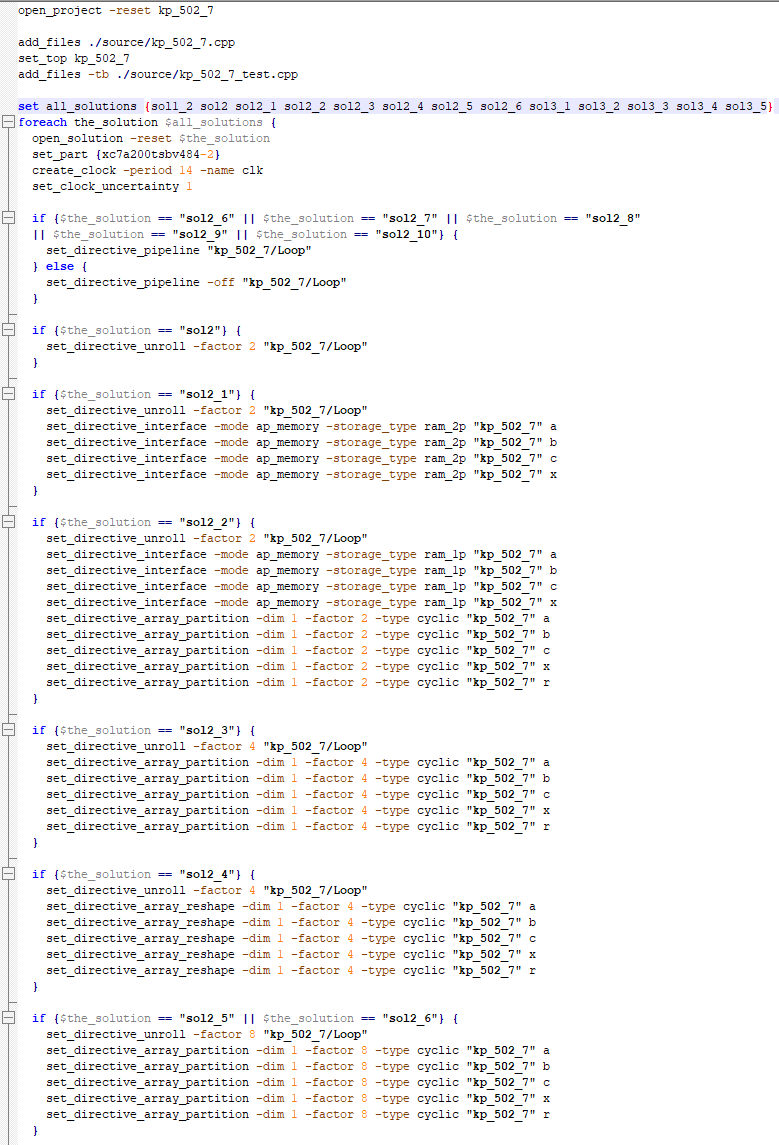 open_project -reset kp_502_7
add_files ./source/kp_502_7.cpp
set_top kp_502_7
add_files -tb ./source/kp_502_7_test.cpp
set all_solutions {sol1_2 sol2 sol2_1 sol2_2 sol2_3 sol2_4 sol2_5 sol2_6 sol3_1 sol3_2 sol3_3 sol3_4 sol3_5}
foreach the_solution $all_solutions {
open_solution -reset $the_solution
set_part {xc7a200tsbv484-2}
create_clock -period 14 -name clk
set_clock_uncertainty 1
if {$the_solution == "sol2_6" || $the_solution == "sol2_7" || $the_solution == "sol2_8"
|| $the_solution == "sol2_9" || $the_solution == "sol2_10"} {
set_directive_pipeline "kp_502_7/Loop"
} else {
set_directive_pipeline -off "kp_502_7/Loop"
}
if {$the_solution == "sol2"} {
set_directive_unroll -factor 2 "kp_502_7/Loop"
}
if {$the_solution == "sol2_1"} {
set_directive_unroll -factor 2 "kp_502_7/Loop"
set_directive_interface -mode ap_memory -storage_type ram_2p "kp_502_7" a
set_directive_interface -mode ap_memory -storage_type ram_2p "kp_502_7" b
set_directive_interface -mode ap_memory -storage_type ram_2p "kp_502_7" c
set_directive_interface -mode ap_memory -storage_type ram_2p "kp_502_7" x
}
if {$the_solution == "sol2_2"} {
set_directive_unroll -factor 2 "kp_502_7/Loop"
set_directive_interface -mode ap_memory -storage_type ram_1p "kp_502_7" a
set_directive_interface -mode ap_memory -storage_type ram_1p "kp_502_7" b
set_directive_interface -mode ap_memory -storage_type ram_1p "kp_502_7" c
set_directive_interface -mode ap_memory -storage_type ram_1p "kp_502_7" x
set_directive_array_partition -dim 1 -factor 2 -type cyclic "kp_502_7" a
set_directive_array_partition -dim 1 -factor 2 -type cyclic "kp_502_7" b
set_directive_array_partition -dim 1 -factor 2 -type cyclic "kp_502_7" c
set_directive_array_partition -dim 1 -factor 2 -type cyclic "kp_502_7" x
set_directive_array_partition -dim 1 -factor 2 -type cyclic "kp_502_7" r
}
if {$the_solution == "sol2_3"} {
set_directive_unroll -factor 4 "kp_502_7/Loop"
set_directive_array_partition -dim 1 -factor 4 -type cyclic "kp_502_7" a
set_directive_array_partition -dim 1 -factor 4 -type cyclic "kp_502_7" b
set_directive_array_partition -dim 1 -factor 4 -type cyclic "kp_502_7" c
set_directive_array_partition -dim 1 -factor 4 -type cyclic "kp_502_7" x
set_directive_array_partition -dim 1 -factor 4 -type cyclic "kp_502_7" r
}
if {$the_solution == "sol2_4"} {
set_directive_unroll -factor 4 "kp_502_7/Loop"
set_directive_array_reshape -dim 1 -factor 4 -type cyclic "kp_502_7" a
set_directive_array_reshape -dim 1 -factor 4 -type cyclic "kp_502_7" b
set_directive_array_reshape -dim 1 -factor 4 -type cyclic "kp_502_7" c
set_directive_array_reshape -dim 1 -factor 4 -type cyclic "kp_502_7" x
set_directive_array_reshape -dim 1 -factor 4 -type cyclic "kp_502_7" r
}
if {$the_solution == "sol2_5" || $the_solution == "sol2_6"} {
set_directive_unroll -factor 8 "kp_502_7/Loop"
set_directive_array_partition -dim 1 -factor 8 -type cyclic "kp_502_7" a
set_directive_array_partition -dim 1 -factor 8 -type cyclic "kp_502_7" b
set_directive_array_partition -dim 1 -factor 8 -type cyclic "kp_502_7" c
set_directive_array_partition -dim 1 -factor 8 -type cyclic "kp_502_7" x
set_directive_array_partition -dim 1 -factor 8 -type cyclic "kp_502_7" r
}